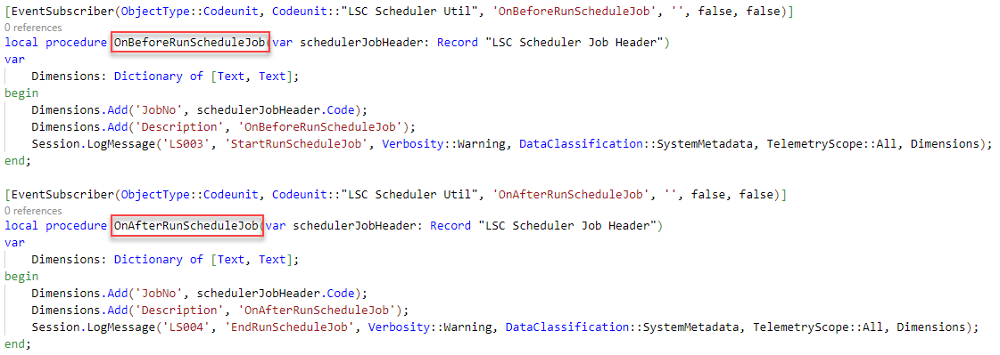 [EventSubscriber(ObjectType::Codeunit, Codeunit::"LSC Scheduler Util", 'OnBeforeRunScheduleJob', '', false, false)]
0 references
local procedure OnBeforeRunScheduleJob(var schedulerJobHeader: Record "LSC Scheduler Job Header")
var
Dimensions: Dictionary of [Text, Text];
begin
Dimensions.Add('JobNo', schedulerJobHeader.Code);
Dimensions.Add('Description', 'OnBeforeRunScheduleJob');
Session.LogMessage('LS003', 'StartRunScheduleJob', Verbosity::Warning, DataClassification::SystemMetadata, TelemetryScope::All, Dimensions);
end;
[EventSubscriber(ObjectType::Codeunit, Codeunit::"LSC Scheduler Util", 'OnAfterRunScheduleJob', '', false, false)]
0 references
local procedure OnAfterRunScheduleJob(var schedulerJobHeader: Record "LSC Scheduler Job Header")
var
Dimensions: Dictionary of [Text, Text];
begin
Dimensions.Add('JobNo', schedulerJobHeader.Code);
Dimensions.Add('Description', 'OnAfterRunScheduleJob');
Session.LogMessage('LS004', 'EndRunScheduleJob', Verbosity::Warning, DataClassification::SystemMetadata, TelemetryScope::All, Dimensions);
end;